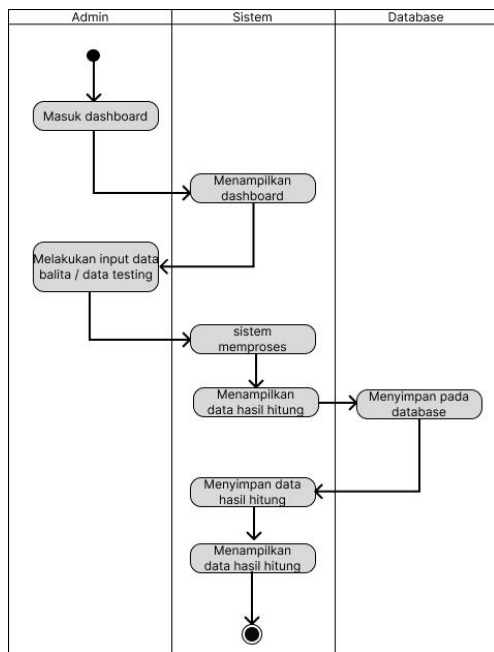 Admin
Sistem
Database
Masuk dashboard
Menampilkan
dashboard
Melakukan input data
balita / data testing
sistem
memproses
Menampilkan
data hasil hitung
Menyimpan pada
database
Menyimpan data
hasil hitung
Menampilkan
data hasil hitung